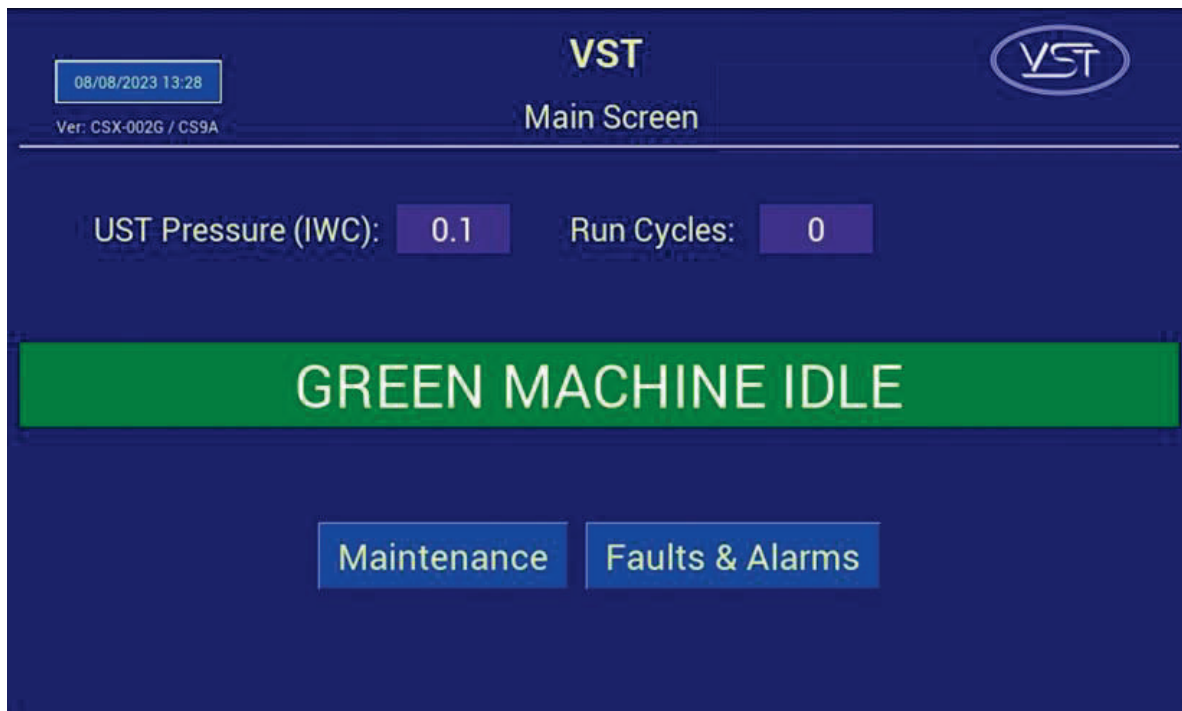 VST
VST
08/08/2023 13:28
Main Screen
Ver: CSX-002G / CS9A
UST Pressure (IWC): 0.1 Run Cycles: 0
GREEN MACHINE IDLE
Maintenance Faults & Alarms